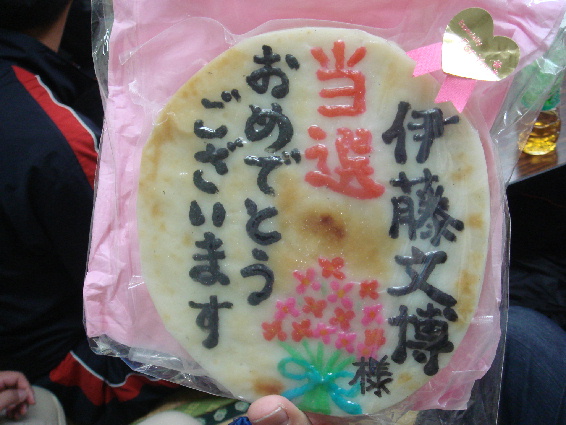 伊藤文博様
当選
おめでとう
ございます